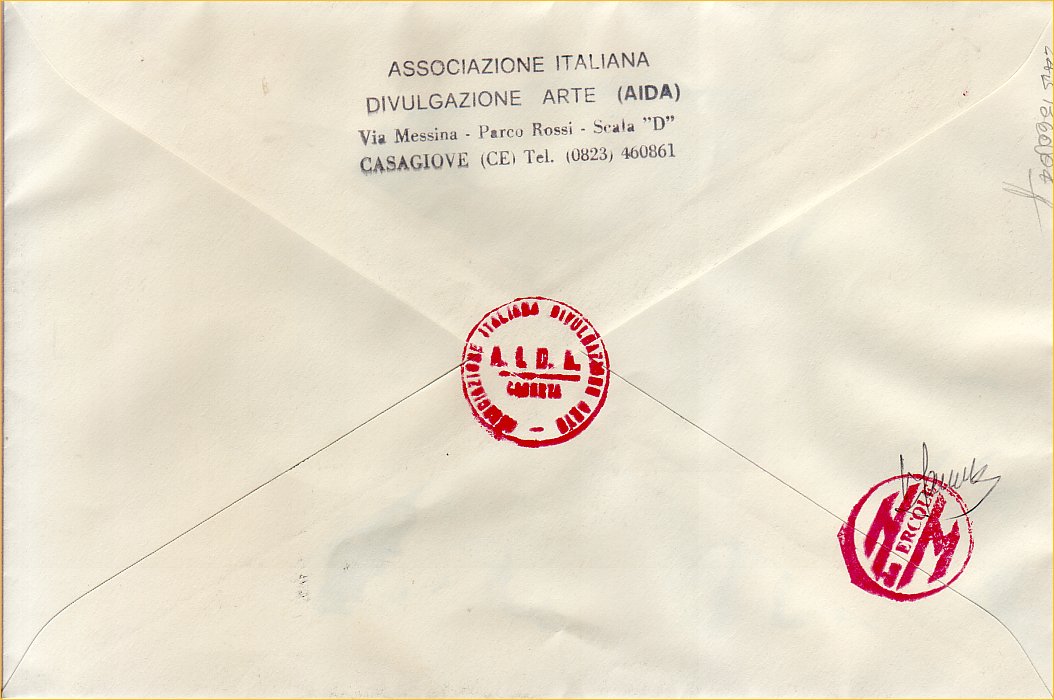 ASSOCIAZIONE ITALIANA
DIVULGAZIONE ARTE (AIDA)
Via Messina - Parco Rossi - Scala "D"
CASAGIOVE (CE) Tel. (0823) 460861
ASSOCIAZIONE ITALIANA DIVULGAZIONE ARTE -
A. I. D. A.
CASERTA
ERCOLE